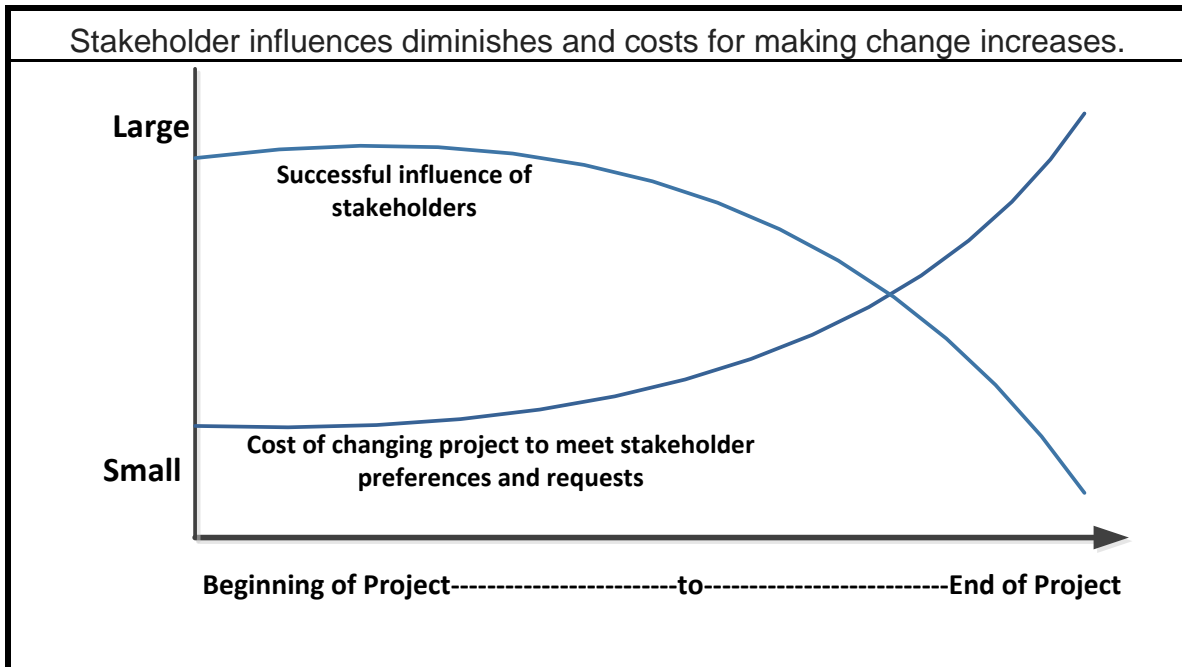 Stakeholder influences diminishes and costs for making change increases.
Large
Successful influence of
stakeholders
Cost of changing project to meet stakeholder
preferences and requests
Small
Beginning of Project-------------------------to---------------------------End of Project